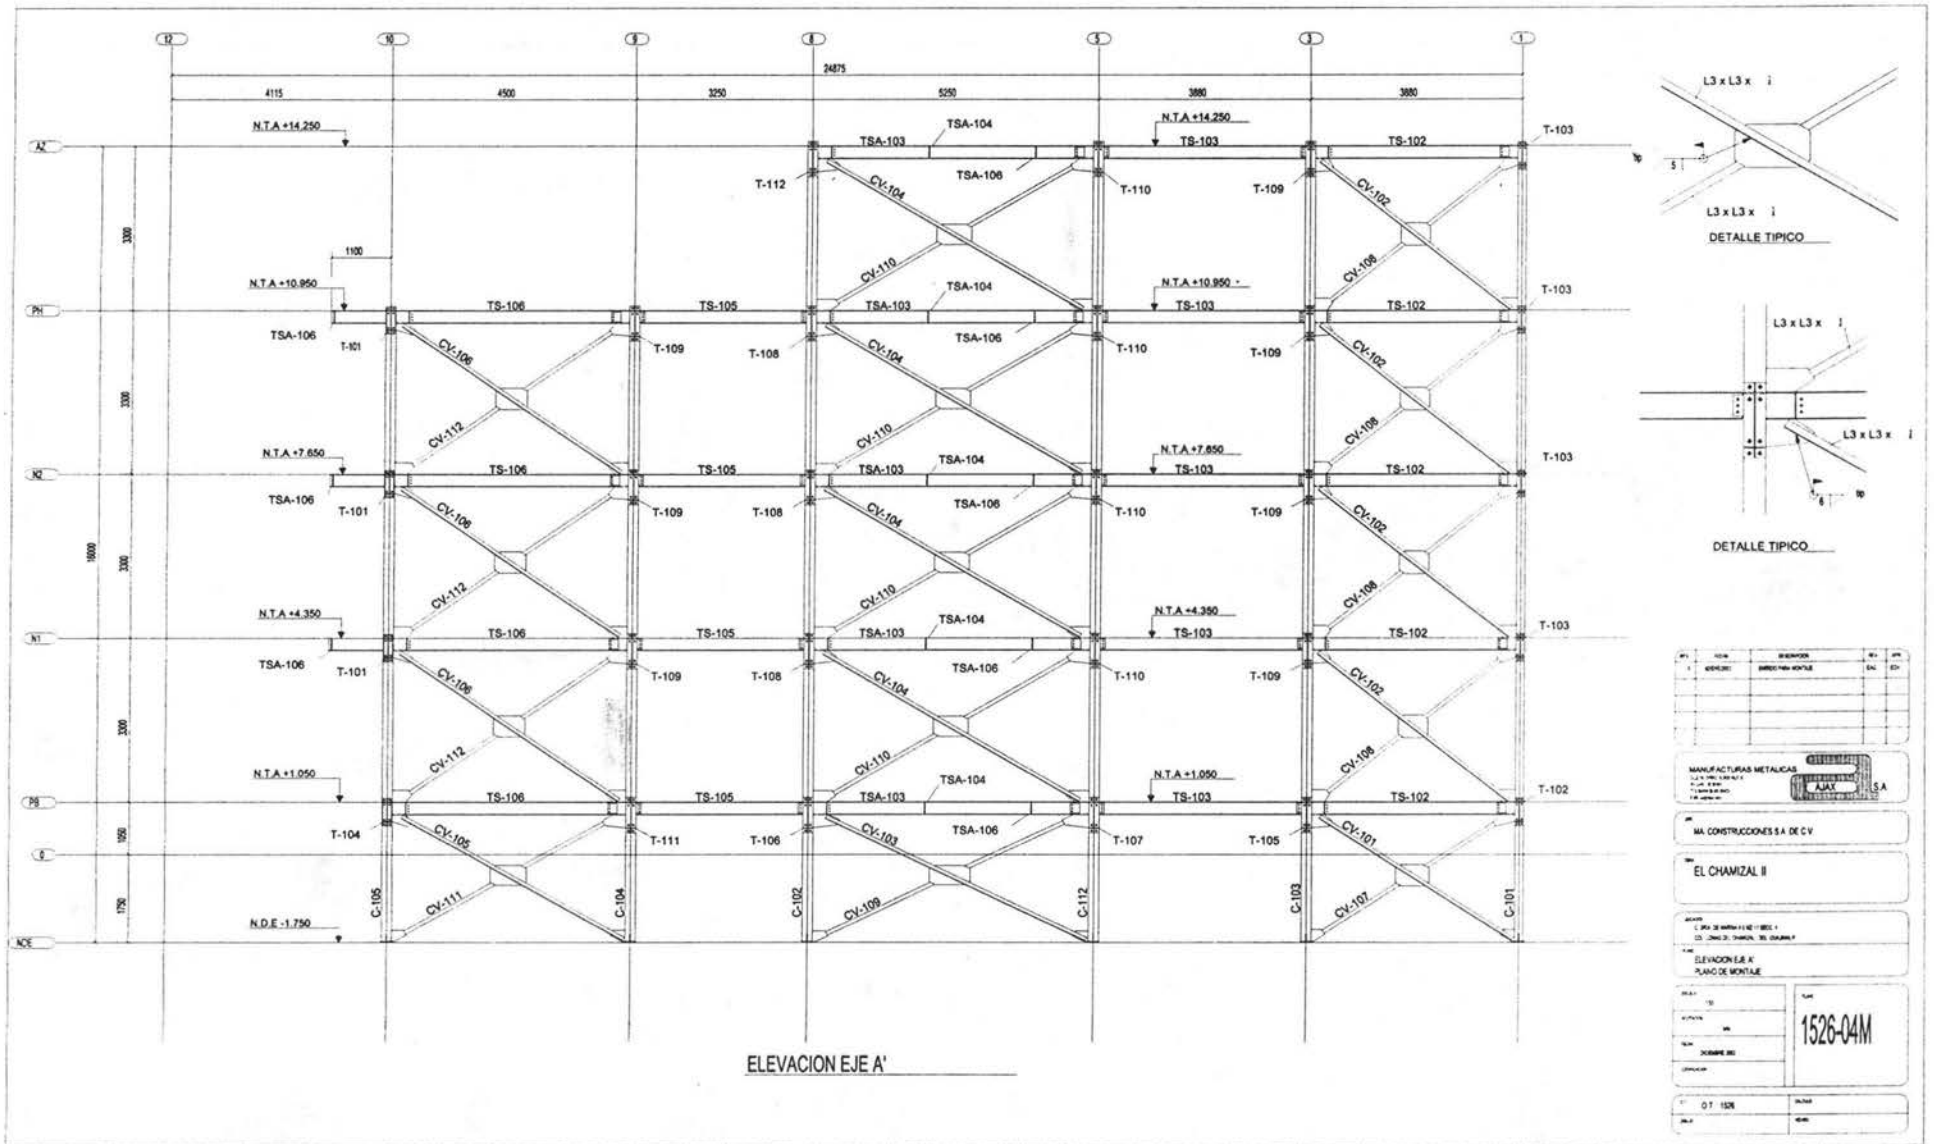 12 10 9 8 5 3 1
24875
4115 4500 3250 5250 3880 3880
N.T.A +14.250 TSA-103 TSA-104 N.T.A +14.250 TS-103 TS-102 T-103
AZ
T-112 TSA-106 T-110 T-109
CV-104 CV-102
3300
1100
CV-110 CV-108
N.T.A +10.950 TS-106 TS-105 TSA-103 TSA-104 N.T.A +10.950 TS-103 TS-102 T-103
PH
TSA-106 T-101 T-109 T-108 TSA-106 T-110 T-109
CV-106 CV-104 CV-102
3300
CV-112 CV-110 CV-108
N.T.A +7.650 TS-106 TS-105 TSA-103 TSA-104 N.T.A +7.650 TS-103 TS-102 T-103
N2
TSA-106 T-101 T-109 T-108 TSA-106 T-110 T-109
CV-106 CV-104 CV-102
16000 3300
CV-112 CV-110 CV-108
N.T.A +4.350 TS-106 TS-105 TSA-103 TSA-104 N.T.A +4.350 TS-103 TS-102 T-103
N1
TSA-106 T-101 T-109 T-108 TSA-106 T-110 T-109
CV-106 CV-104 CV-102
3300
CV-112 CV-110 CV-108
N.T.A +1.050 TS-106 TS-105 TSA-103 TSA-104 N.T.A +1.050 TS-103 TS-102 T-102
PB
T-104 T-111 T-106 TSA-106 T-107 T-105
CV-105 CV-103 CV-101
1050
0
1750
C-105 CV-111 C-104 C-102 CV-109 C-112 C-103 CV-107 C-101
N.D.E -1.750
NDE
ELEVACION EJE A'
L3 x L3 x
5
L3 x L3 x
DETALLE TIPICO
L3 x L3 x
L3 x L3 x
6
DETALLE TIPICO
MANUFACTURAS METALICAS
AJAX S.A
MA. CONSTRUCCIONES S.A DE C.V
EL CHAMIZAL II
ELEVACION EJE A'
PLANO DE MONTAJE
1526-04M
O.T 1526